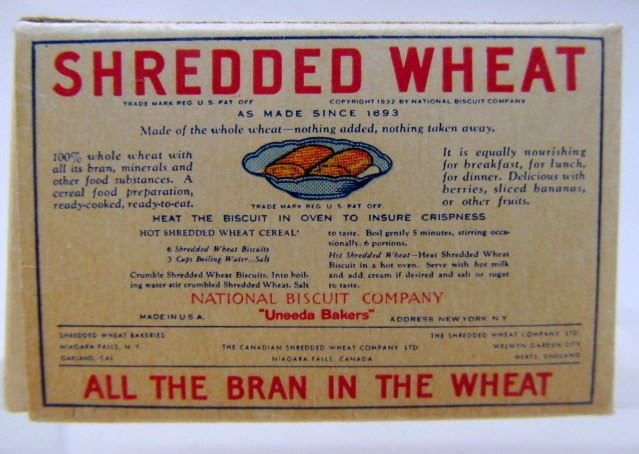 SHREDDED WHEAT
TRADE MARK REG. U. S. PAT. OFF. COPYRIGHT 1932 BY NATIONAL BISCUIT COMPANY
AS MADE SINCE 1893
Made of the whole wheat—nothing added, nothing taken away.
100% whole wheat with
all its bran, minerals and
other food substances. A
cereal food preparation,
ready-cooked, ready-to-eat.
It is equally nourishing
for breakfast, for lunch,
for dinner. Delicious with
berries, sliced bananas,
or other fruits.
TRADE MARK REG. U. S. PAT. OFF.
HEAT THE BISCUIT IN OVEN TO INSURE CRISPNESS
HOT SHREDDED WHEAT CEREAL
6 Shredded Wheat Biscuits
3 Cups Boiling Water...Salt
Crumble Shredded Wheat Biscuits. Into boil-
ing water stir crumbled Shredded Wheat. Salt
to taste. Boil gently 5 minutes, stirring occa-
sionally. 6 portions.
Hot Shredded Wheat—Heat Shredded Wheat
Biscuit in a hot oven. Serve with hot milk
and add cream if desired and salt or sugar
to taste.
NATIONAL BISCUIT COMPANY
MADE IN U.S.A. "Uneeda Bakers" ADDRESS NEW YORK, N.Y.
SHREDDED WHEAT BAKERIES
NIAGARA FALLS, N. Y.
OAKLAND, CAL.
THE CANADIAN SHREDDED WHEAT COMPANY LTD.
NIAGARA FALLS, CANADA
THE SHREDDED WHEAT COMPANY LTD.
WELWYN GARDEN CITY
HERTS, ENGLAND
ALL THE BRAN IN THE WHEAT